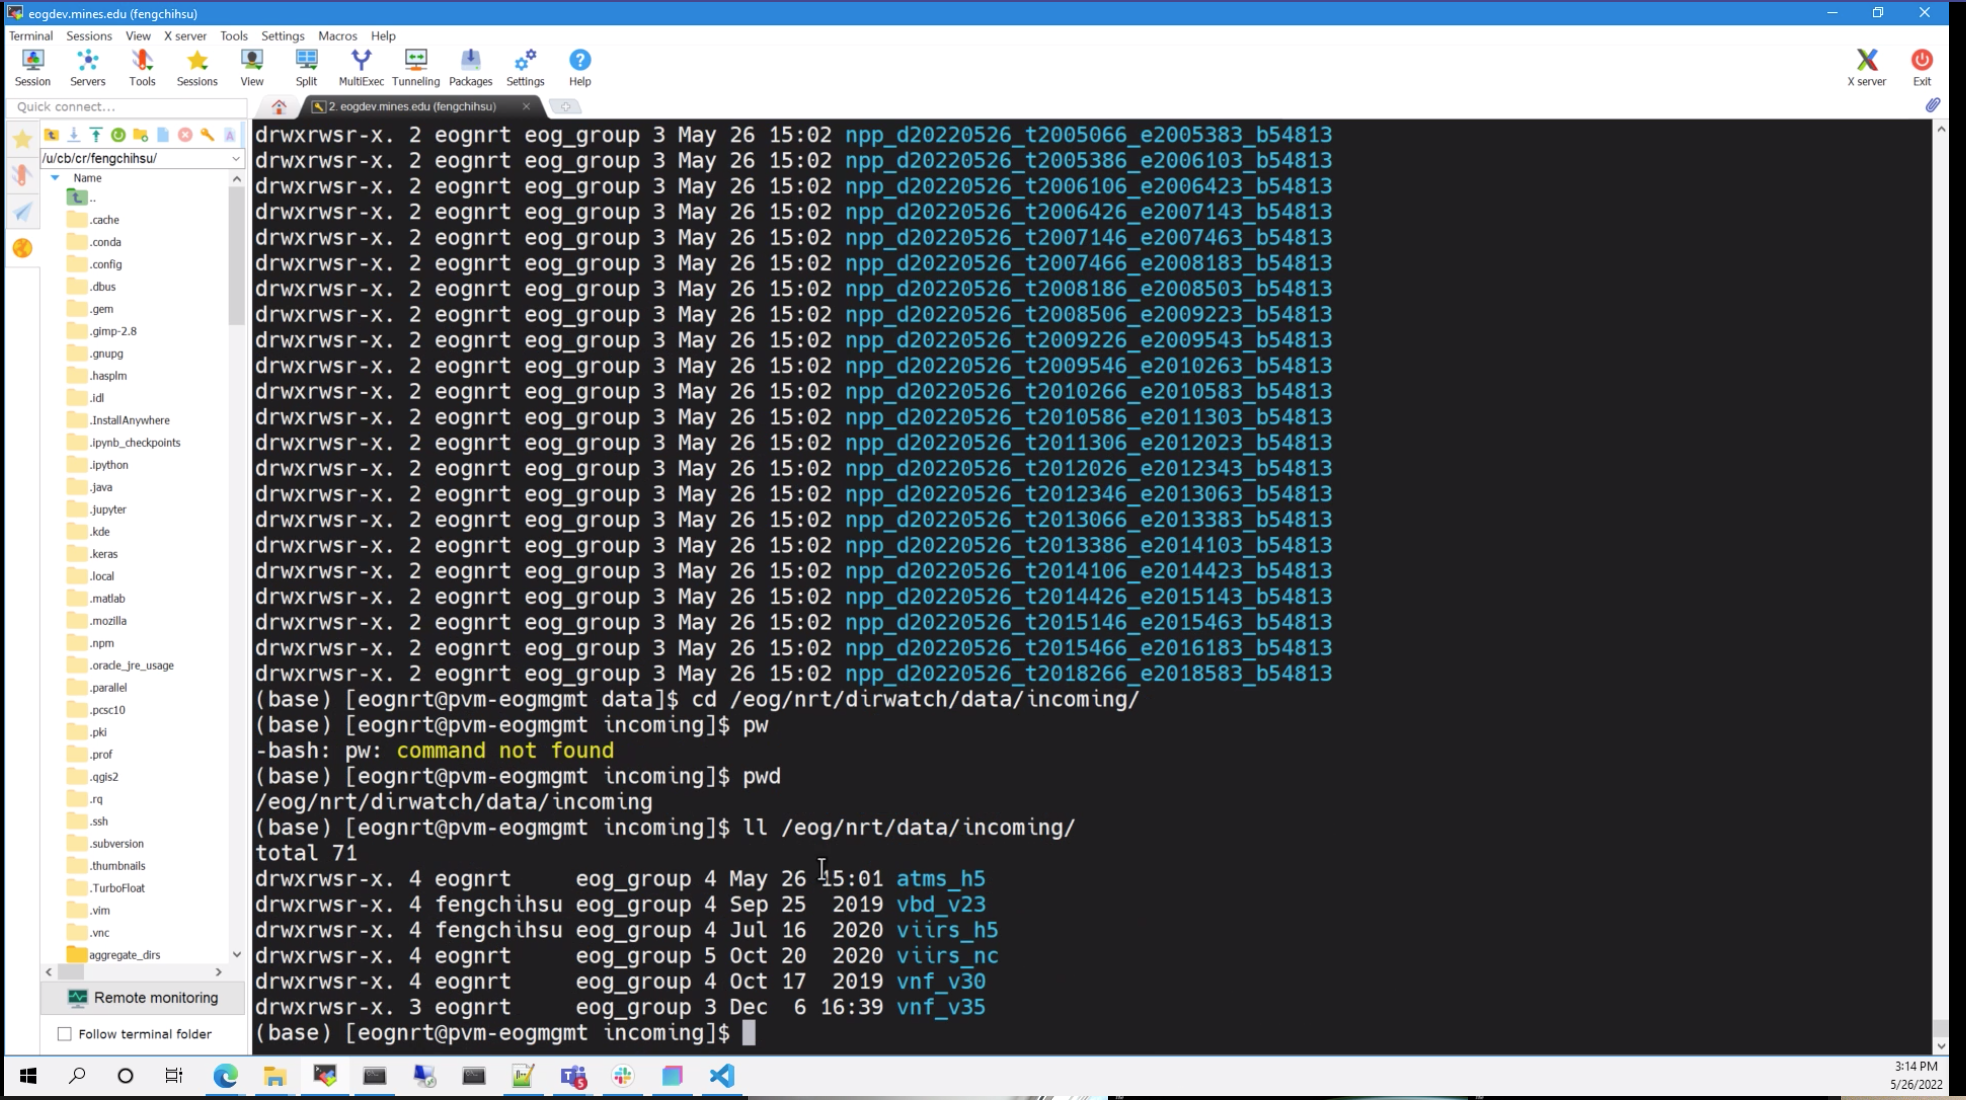 eogdev.mines.edu (fengchihsu)
Terminal Sessions View X server Tools Settings Macros Help
Session Servers Tools Sessions View Split MultiExec Tunneling Packages Settings Help X server Exit
Quick connect...
2. eogdev.mines.edu (fengchihsu)
/u/cb/cr/fengchihsu/
Name
..
.cache
.conda
.config
.dbus
.gem
.gimp-2.8
.gnupg
.hasplm
.idl
.InstallAnywhere
.ipynb_checkpoints
.ipython
.java
.jupyter
.kde
.keras
.local
.matlab
.mozilla
.npm
.oracle_jre_usage
.parallel
.pcsc10
.pki
.prof
.qgis2
.rq
.ssh
.subversion
.thumbnails
.TurboFloat
.vim
.vnc
aggregate_dirs
Remote monitoring
Follow terminal folder
drwxrwsr-x. 2 eognrt eog_group 3 May 26 15:02 npp_d20220526_t2005066_e2005383_b54813
drwxrwsr-x. 2 eognrt eog_group 3 May 26 15:02 npp_d20220526_t2005386_e2006103_b54813
drwxrwsr-x. 2 eognrt eog_group 3 May 26 15:02 npp_d20220526_t2006106_e2006423_b54813
drwxrwsr-x. 2 eognrt eog_group 3 May 26 15:02 npp_d20220526_t2006426_e2007143_b54813
drwxrwsr-x. 2 eognrt eog_group 3 May 26 15:02 npp_d20220526_t2007146_e2007463_b54813
drwxrwsr-x. 2 eognrt eog_group 3 May 26 15:02 npp_d20220526_t2007466_e2008183_b54813
drwxrwsr-x. 2 eognrt eog_group 3 May 26 15:02 npp_d20220526_t2008186_e2008503_b54813
drwxrwsr-x. 2 eognrt eog_group 3 May 26 15:02 npp_d20220526_t2008506_e2009223_b54813
drwxrwsr-x. 2 eognrt eog_group 3 May 26 15:02 npp_d20220526_t2009226_e2009543_b54813
drwxrwsr-x. 2 eognrt eog_group 3 May 26 15:02 npp_d20220526_t2009546_e2010263_b54813
drwxrwsr-x. 2 eognrt eog_group 3 May 26 15:02 npp_d20220526_t2010266_e2010583_b54813
drwxrwsr-x. 2 eognrt eog_group 3 May 26 15:02 npp_d20220526_t2010586_e2011303_b54813
drwxrwsr-x. 2 eognrt eog_group 3 May 26 15:02 npp_d20220526_t2011306_e2012023_b54813
drwxrwsr-x. 2 eognrt eog_group 3 May 26 15:02 npp_d20220526_t2012026_e2012343_b54813
drwxrwsr-x. 2 eognrt eog_group 3 May 26 15:02 npp_d20220526_t2012346_e2013063_b54813
drwxrwsr-x. 2 eognrt eog_group 3 May 26 15:02 npp_d20220526_t2013066_e2013383_b54813
drwxrwsr-x. 2 eognrt eog_group 3 May 26 15:02 npp_d20220526_t2013386_e2014103_b54813
drwxrwsr-x. 2 eognrt eog_group 3 May 26 15:02 npp_d20220526_t2014106_e2014423_b54813
drwxrwsr-x. 2 eognrt eog_group 3 May 26 15:02 npp_d20220526_t2014426_e2015143_b54813
drwxrwsr-x. 2 eognrt eog_group 3 May 26 15:02 npp_d20220526_t2015146_e2015463_b54813
drwxrwsr-x. 2 eognrt eog_group 3 May 26 15:02 npp_d20220526_t2015466_e2016183_b54813
drwxrwsr-x. 2 eognrt eog_group 3 May 26 15:02 npp_d20220526_t2018266_e2018583_b54813
(base) [eognrt@pvm-eogmgmt data]$ cd /eog/nrt/dirwatch/data/incoming/
(base) [eognrt@pvm-eogmgmt incoming]$ pw
-bash: pw: command not found
(base) [eognrt@pvm-eogmgmt incoming]$ pwd
/eog/nrt/dirwatch/data/incoming
(base) [eognrt@pvm-eogmgmt incoming]$ ll /eog/nrt/data/incoming/
total 71
drwxrwsr-x. 4 eognrt eog_group 4 May 26 15:01 atms_h5
drwxrwsr-x. 4 fengchihsu eog_group 4 Sep 25 2019 vbd_v23
drwxrwsr-x. 4 fengchihsu eog_group 4 Jul 16 2020 viirs_h5
drwxrwsr-x. 4 eognrt eog_group 5 Oct 20 2020 viirs_nc
drwxrwsr-x. 4 eognrt eog_group 4 Oct 17 2019 vnf_v30
drwxrwsr-x. 3 eognrt eog_group 3 Dec 6 16:39 vnf_v35
(base) [eognrt@pvm-eogmgmt incoming]$
3:14 PM
5/26/2022